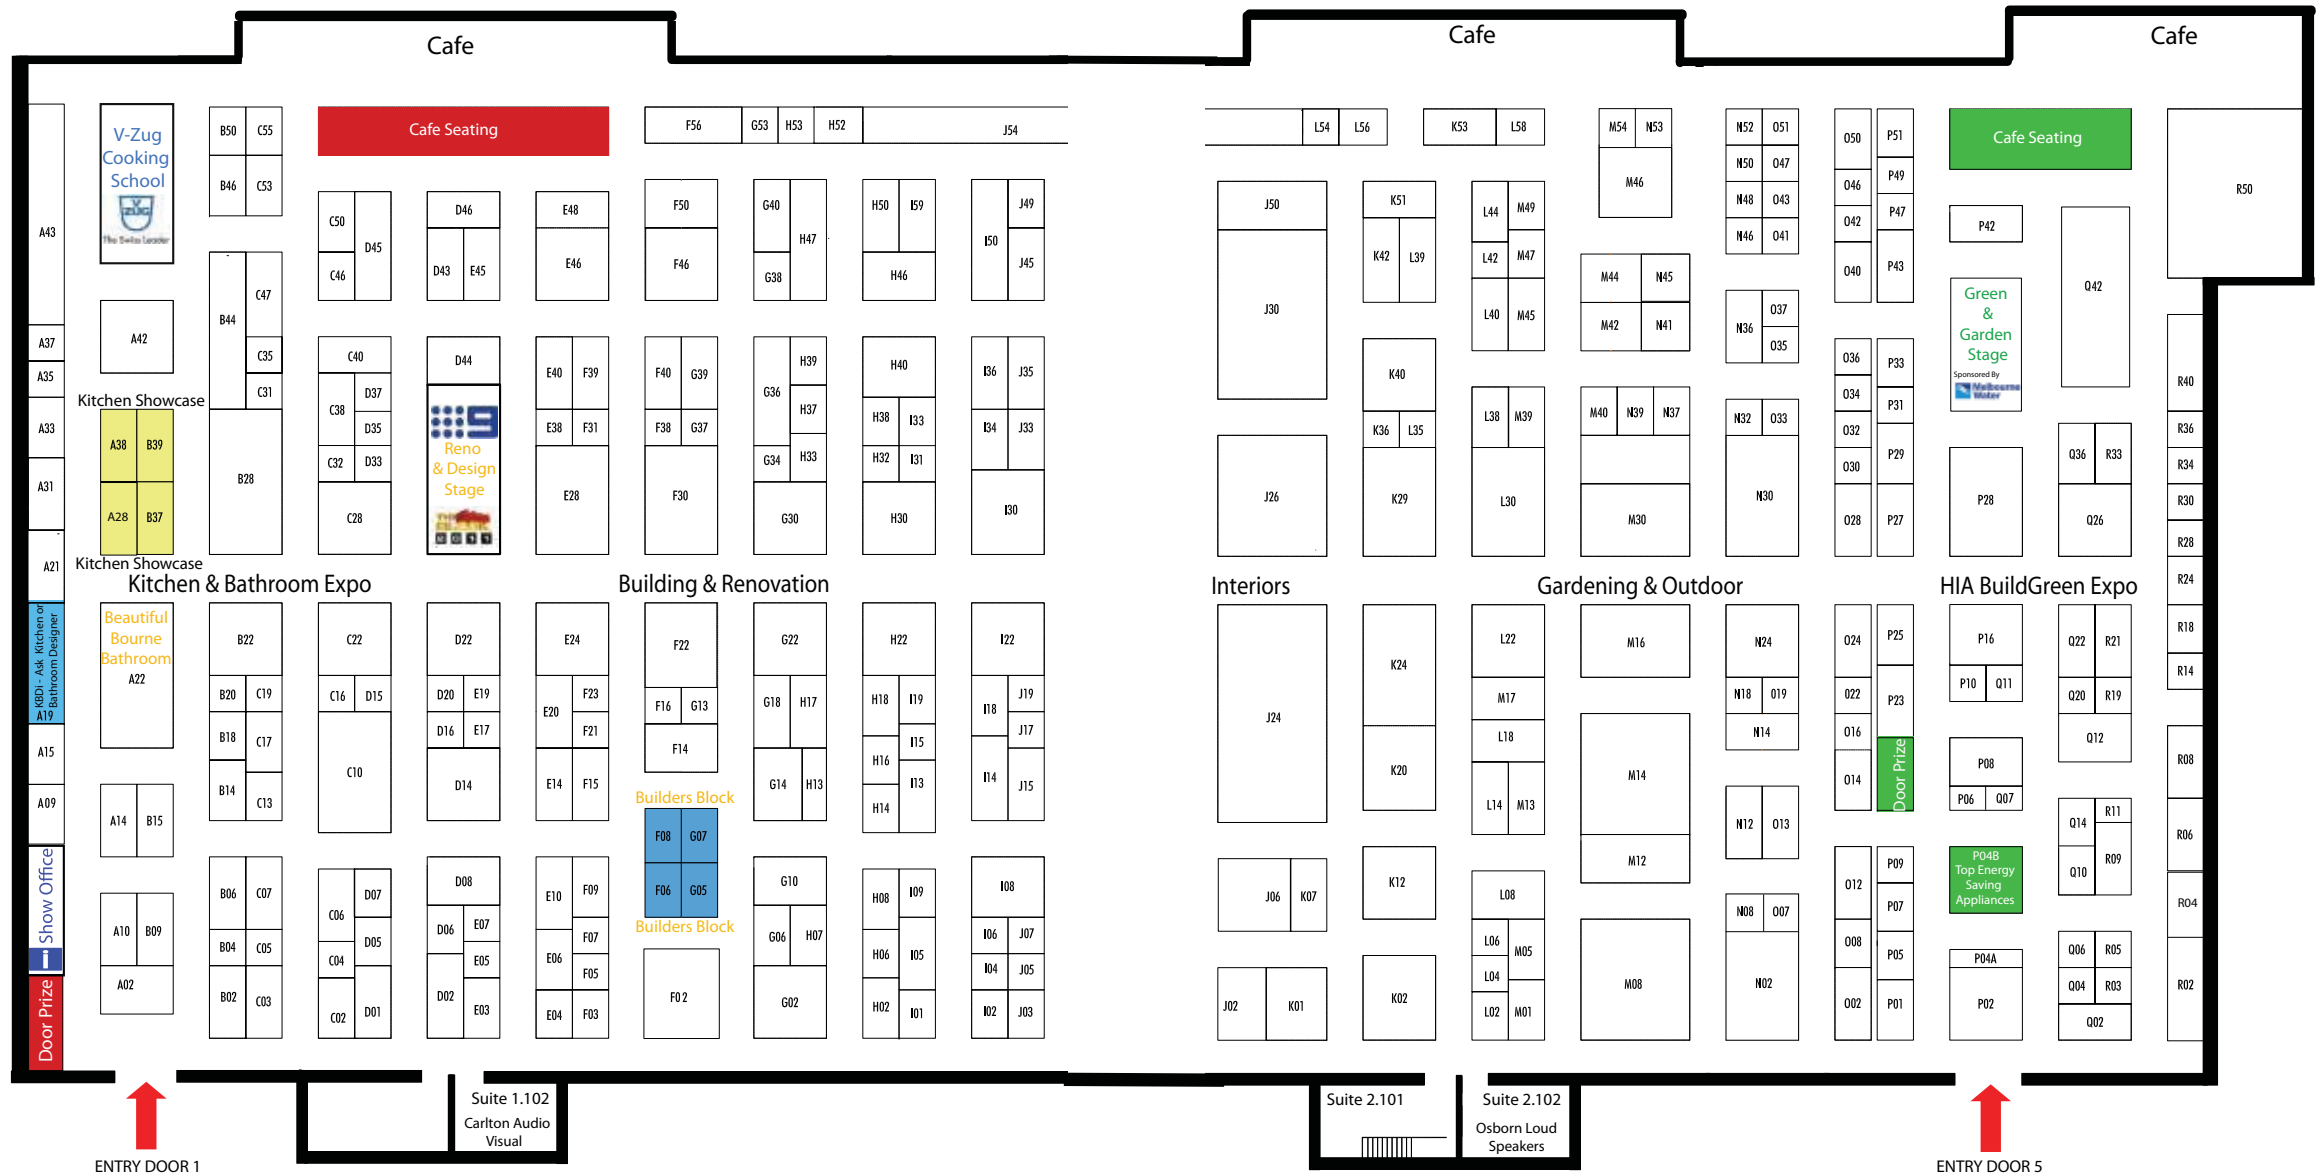 Cafe
Cafe
Cafe
V-Zug
Cooking
School
V
ZUG
The Swiss Leader
B50 C55
B46 C53
Cafe Seating
F56 G53 H53 H52 J54
L54 L56 K53 L58
M54 N53
M46
N52 O51
N50 O47
N48 O43
N46 O41
O50 P51
O46 P49
O42 P47
O40 P43
Cafe Seating
R50
A43
A37
A35
A33
A31
A21
A42
B44 C47
C35
C31
B28
C50 D45
C46
D46
D43 E45
E48
E46
F50
F46
G40 H47
G38
H50 I59
H46
I50 J49
J45
J50
J30
K51
K42 L39
L44 M49
L42 M47
L40 M45
M44 N45
M42 N41
N36 O37
O35
P42
Green
&
Garden
Stage
Sponsored By
Melbourne
Water
Q42
Kitchen Showcase
A38 B39
A28 B37
Kitchen Showcase
C40
C38 D37
D35
C32 D33
C28
D44
9
Reno
& Design
Stage
E40 F39
E38 F31
E28
F40 G39
F38 G37
F30
G36 H39
H37
G34 H33
G30
H40
H38 I33
H32 I31
H30
I36 J35
I34 J33
I30
J26
K40
K36 L35
K29
L38 M39
L30
M40 N39 N37
M30
N32 O33
N30
O36 P33
O34 P31
O32 P29
O30
O28 P27
P28
Q36 R33
Q26
R40
R36
R34
R30
R28
R24
R18
R14
Kitchen & Bathroom Expo
Building & Renovation
Interiors
Gardening & Outdoor
HIA BuildGreen Expo
KBDi - Ask Kitchen or
Bathroom Designer
A19
A15
A09
i Show Office
Door Prize
Beautiful
Bourne
Bathroom
A22
A14 B15
A10 B09
A02
B22
B20 C19
B18 C17
B14 C13
B06 C07
B04 C05
B02 C03
C22
C16 D15
C10
C06 D07
C04 D05
C02 D01
D22
D20 E19
D16 E17
D14
D08
D06 E07
E05
D02 E03
E24
E20 F23
F21
E14 F15
E10 F09
E06 F07
F05
E04 F03
F22
F16 G13
F14
Builders Block
F08 G07
F06 G05
Builders Block
F02
G22
G18 H17
G14 H13
G10
G06 H07
G02
H22
H18 I19
H16 I15
H14 I13
H08 I09
H06 I05
H02 I01
I22
I18 J19
J17
I14 J15
I08
I06 J07
I04 J05
I02 J03
J24
J06 K07
J02 K01
K24
K20
K12
K02
L22
M17
L18
L14 M13
L08
L06 M05
L04
L02 M01
M16
M14
M12
M08
N24
N18 O19
N14
N12 O13
N08 O07
N02
O24 P25
O22 P23
O16
O14 Door Prize
O12 P09
P07
O08 P05
O02 P01
P16
P10 Q11
P08
P06 Q07
P04B
Top Energy
Saving
Appliances
P04A
P02
Q22 R21
Q20 R19
Q12
Q14 R11
Q10 R09
Q06 R05
Q04 R03
Q02
R08
R06
R04
R02
Suite 1.102
Carlton Audio
Visual
Suite 2.101
Suite 2.102
Osborn Loud
Speakers
ENTRY DOOR 1
ENTRY DOOR 5